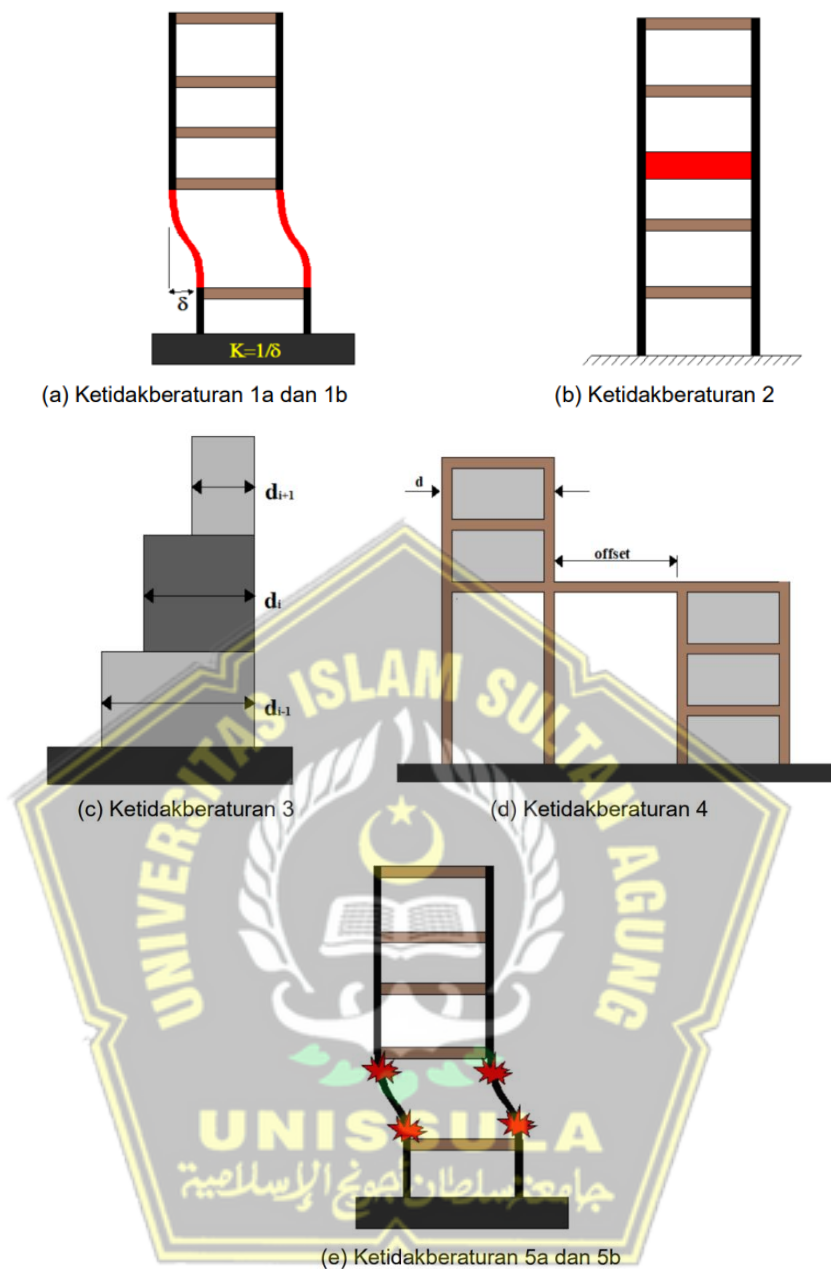 δ
K=1/δ
(a) Ketidakberaturan 1a dan 1b
(b) Ketidakberaturan 2
di+1
di
di-1
(c) Ketidakberaturan 3
d
offset
(d) Ketidakberaturan 4
UNIVERSITAS ISLAM SULTAN AGUNG
UNISSULA
جامعة سلطان أجونج الإسلامية
(e) Ketidakberaturan 5a dan 5b